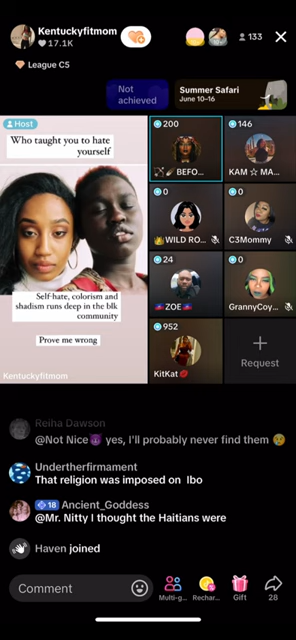 Kentuckyfitmom
17.1K
133
League C5
Not
achieved
Summer Safari
June 10-16
Host
Who taught you to hate
yourself
Self-hate, colorism and
shadism runs deep in the blk
community
Prove me wrong
Kentuckyfitmom
200
BEFO...
146
KAM ☆ MA...
0
WILD RO...
0
C3Mommy
24
🇭🇹ZOE🇭🇹
0
GrannyCoy...
952
KitKat💋
+
Request
Reiha Dawson
@Not Nice😈 yes, I'll probably never find them 😢
Undertherfirmament
That religion was imposed on Ibo
18 Ancient_Goddess
@Mr. Nitty I thought the Haitians were
Haven joined
Comment
Multi-g...
Rechar...
Gift
28